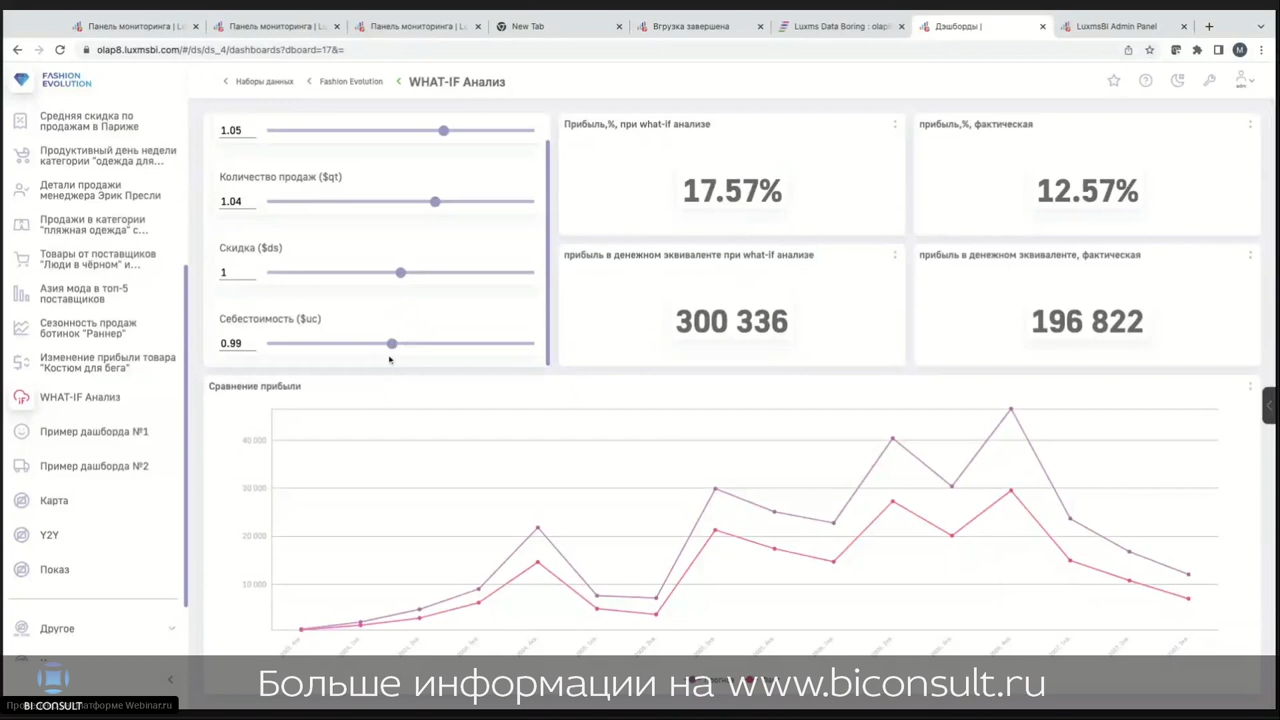 Панель мониторинга | L
Панель мониторинга | L
Панель мониторинга | L
New Tab
Вгрузка завершена
Luxms Data Boring : olap
Дэшборды |
LuxmsBI Admin Panel
olap8.luxmsbi.com/#/ds/ds_4/dashboards?dboard=17&=
M
FASHION
EVOLUTION
Наборы данных
Fashion Evolution
WHAT-IF Анализ
adm
Средняя скидка по
продажам в Париже
Продуктивный день недели
категории "одежда для...
Детали продажи
менеджера Эрик Пресли
Продажи в категории
"пляжная одежда" с...
Товары от поставщиков
"Люди в чёрном" и...
Азия мода в топ-5
поставщиков
Сезонность продаж
ботинок "Раннер"
Изменение прибыли товара
"Костюм для бега"
WHAT-IF Анализ
Пример дашборда №1
Пример дашборда №2
Карта
Y2Y
Показ
Другое
1.05
Количество продаж ($qt)
1.04
Скидка ($ds)
1
Себестоимость ($uc)
0.99
Прибыль,%, при what-if анализе
17.57%
прибыль,%, фактическая
12.57%
прибыль в денежном эквиваленте при what-if анализе
300 336
прибыль в денежном эквиваленте, фактическая
196 822
Сравнение прибыли
40 000
30 000
20 000
10 000
Больше информации на www.biconsult.ru
BI CONSULT
платформе Webinar.ru